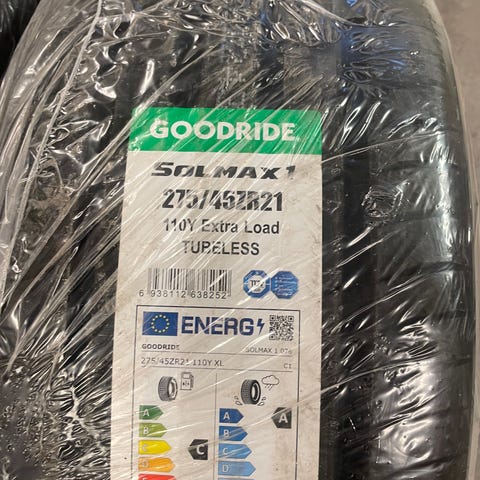 GOODRIDE
SOLMAX 1
275/45ZR21
110Y Extra Load
TUBELESS
6 938112 638252
ENERG
GOODRIDE
SOLMAX 1 076
275/45ZR21 110Y XL
C1
A
B
C
D
C
A
B
C
D
A